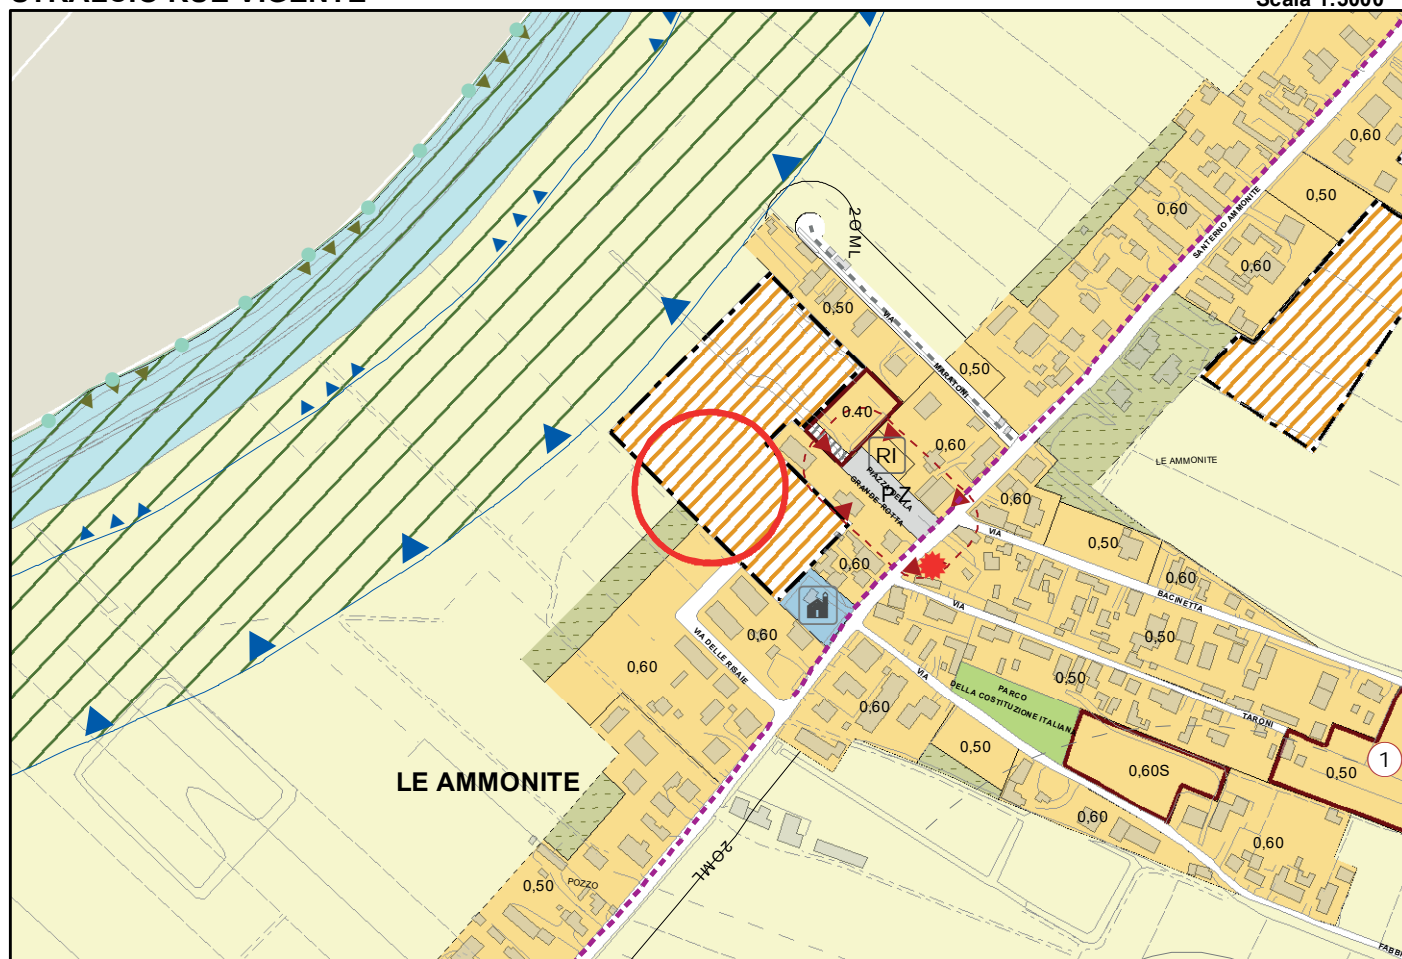 STRALCIO RUE VIGENTE
Scala 1:5000
0,60
0,50
0,60
SANTERNO AMMONITE
0,60
20 ML
0,50
VIA
MARATONI
0,50
0.40
0,60
RI
LE AMMONITE
PIAZZA DELLA
GRANDE ROTTA
0,60
VIA
0,50
0,60
0,60
BACINETTA
VIA
0,60
0,50
VIA DELLE RISAIE
0,60
VIA
0,50
PARCO
DELLA COSTITUZIONE ITALIANA
0,60
TARONI
0,50
0,60S
0,50
1
LE AMMONITE
0,60
0,60
20 ML
0,50
POZZO
FABBRI